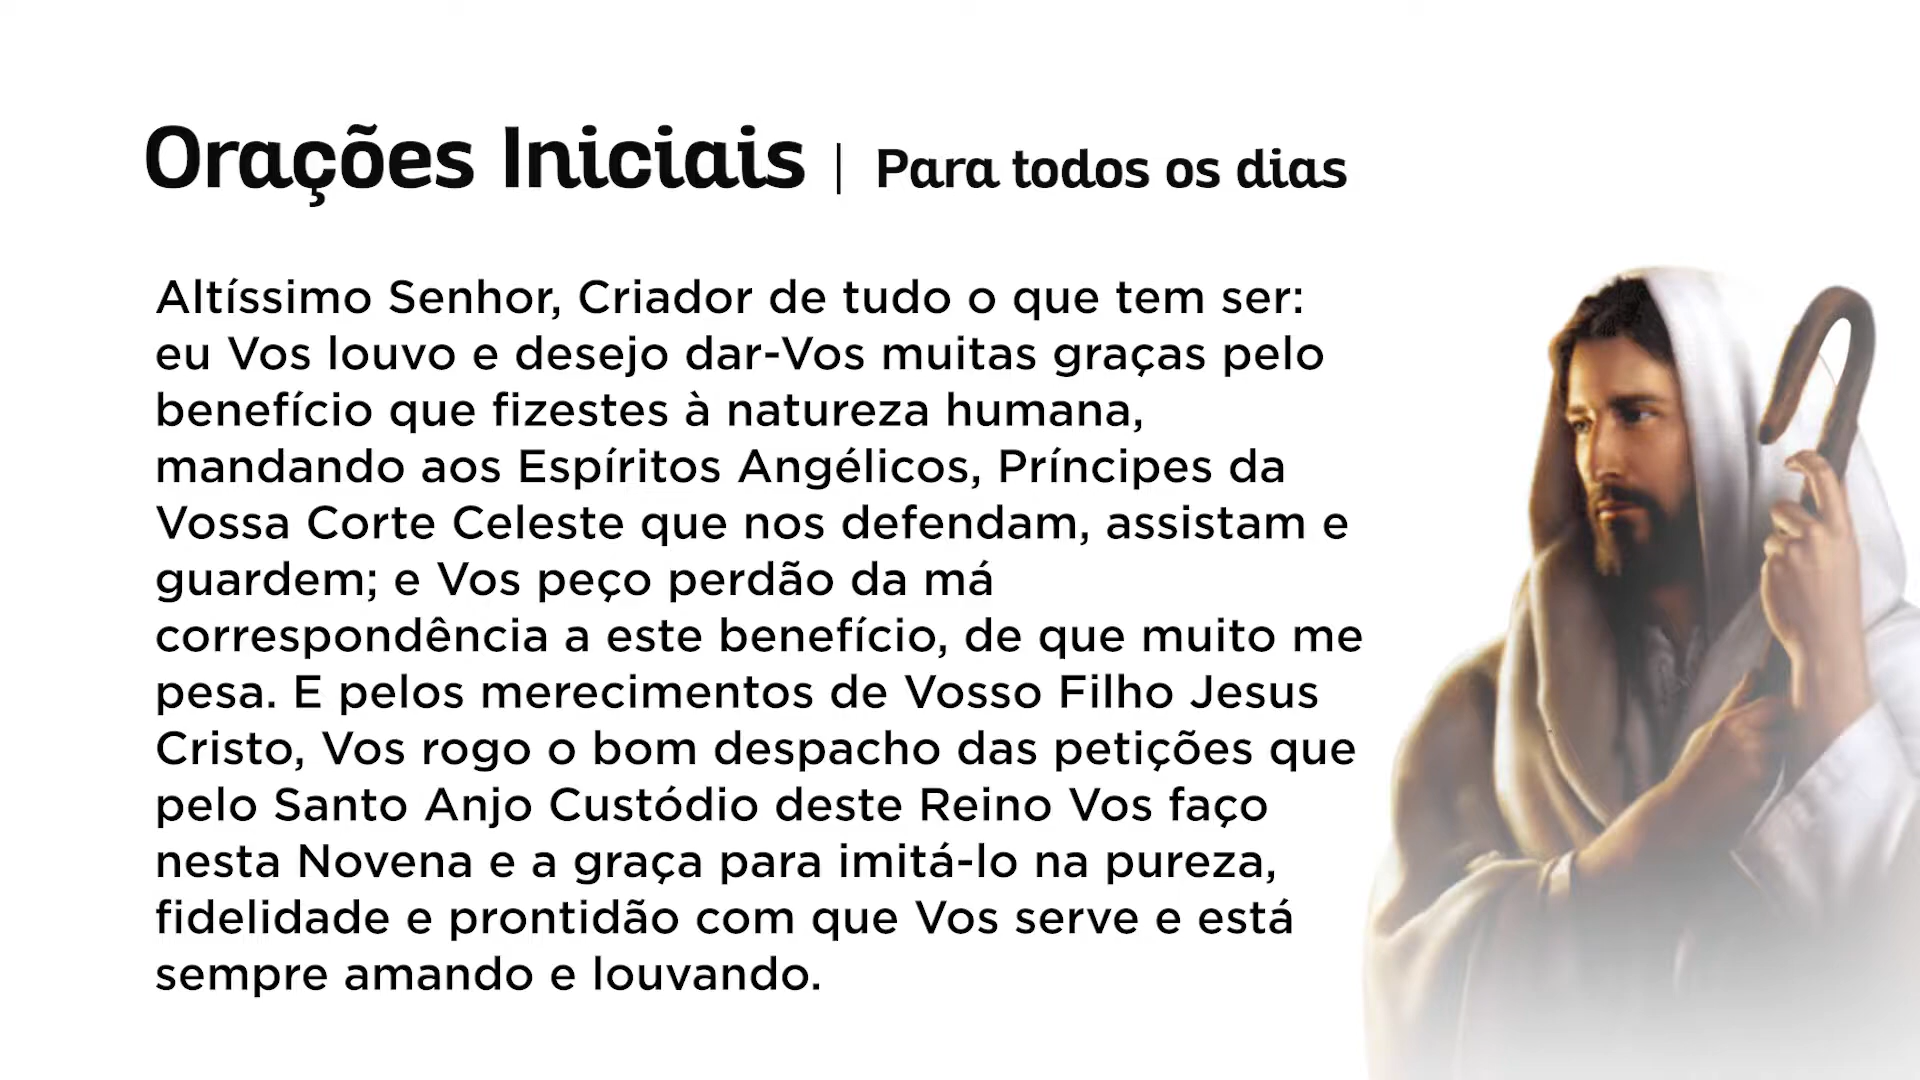 Orações Iniciais | Para todos os dias
Altíssimo Senhor, Criador de tudo o que tem ser:
eu Vos louvo e desejo dar-Vos muitas graças pelo
benefício que fizestes à natureza humana,
mandando aos Espíritos Angélicos, Príncipes da
Vossa Corte Celeste que nos defendam, assistam e
guardem; e Vos peço perdão da má
correspondência a este benefício, de que muito me
pesa. E pelos merecimentos de Vosso Filho Jesus
Cristo, Vos rogo o bom despacho das petições que
pelo Santo Anjo Custódio deste Reino Vos faço
nesta Novena e a graça para imitá-lo na pureza,
fidelidade e prontidão com que Vos serve e está
sempre amando e louvando.